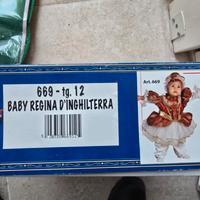 669 - tg. 12
BABY REGINA D'INGHILTERRA
Art. 669